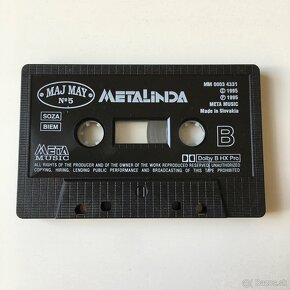 MAJ MAY
Nº5
METALINDA
MM 0003 4331
© 1995
℗ 1995
META MUSIC
Made in Slovakia
SOZA
BIEM
B
META
MUSIC
Dolby B HX Pro
ALL RIGHTS OF THE PRODUCER AND OF THE OWNER OF THE WORK REPRODUCED RESERVED. UNAUTHORIZED
COPYING, HIRING, LENDING PUBLIC PERFORMANCE AND BROADCASTING OF THIS TAPE PROHIBITED